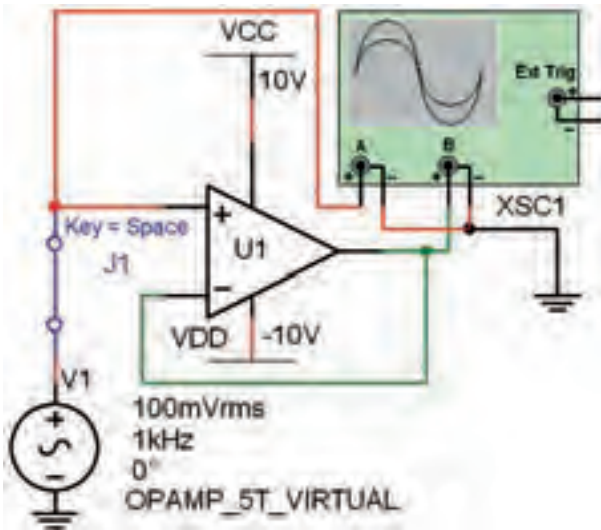 VCC
10V
Ext Trig
+
-
A
B
+ - + -
XSC1
+
Key = Space
U1
J1
-
VDD
-10V
V1
+
-
100mVrms
1kHz
0°
OPAMP_5T_VIRTUAL